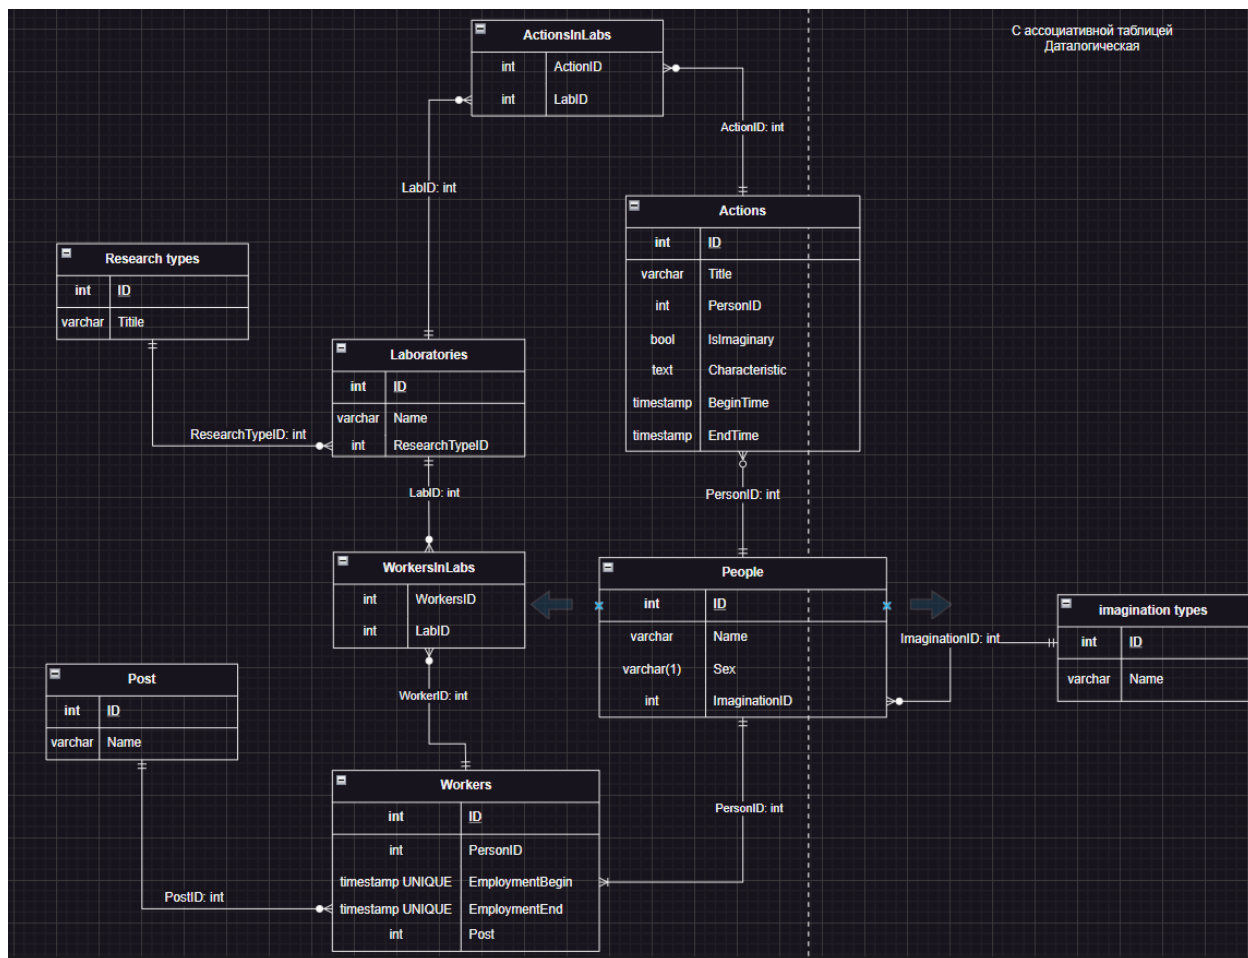 С ассоциативной таблицей
Даталогическая
ActionsInLabs
int ActionID
int LabID
ActionID: int
LabID: int
Actions
int ID
varchar Title
int PersonID
bool IsImaginary
text Characteristic
timestamp BeginTime
timestamp EndTime
Research types
int ID
varchar Titile
ResearchTypeID: int
Laboratories
int ID
varchar Name
int ResearchTypeID
LabID: int
PersonID: int
WorkersInLabs
int WorkersID
int LabID
WorkerID: int
People
int ID
varchar Name
varchar(1) Sex
int ImaginationID
ImaginationID: int
imagination types
int ID
varchar Name
Post
int ID
varchar Name
PostID: int
PersonID: int
Workers
int ID
int PersonID
timestamp UNIQUE EmploymentBegin
timestamp UNIQUE EmploymentEnd
int Post